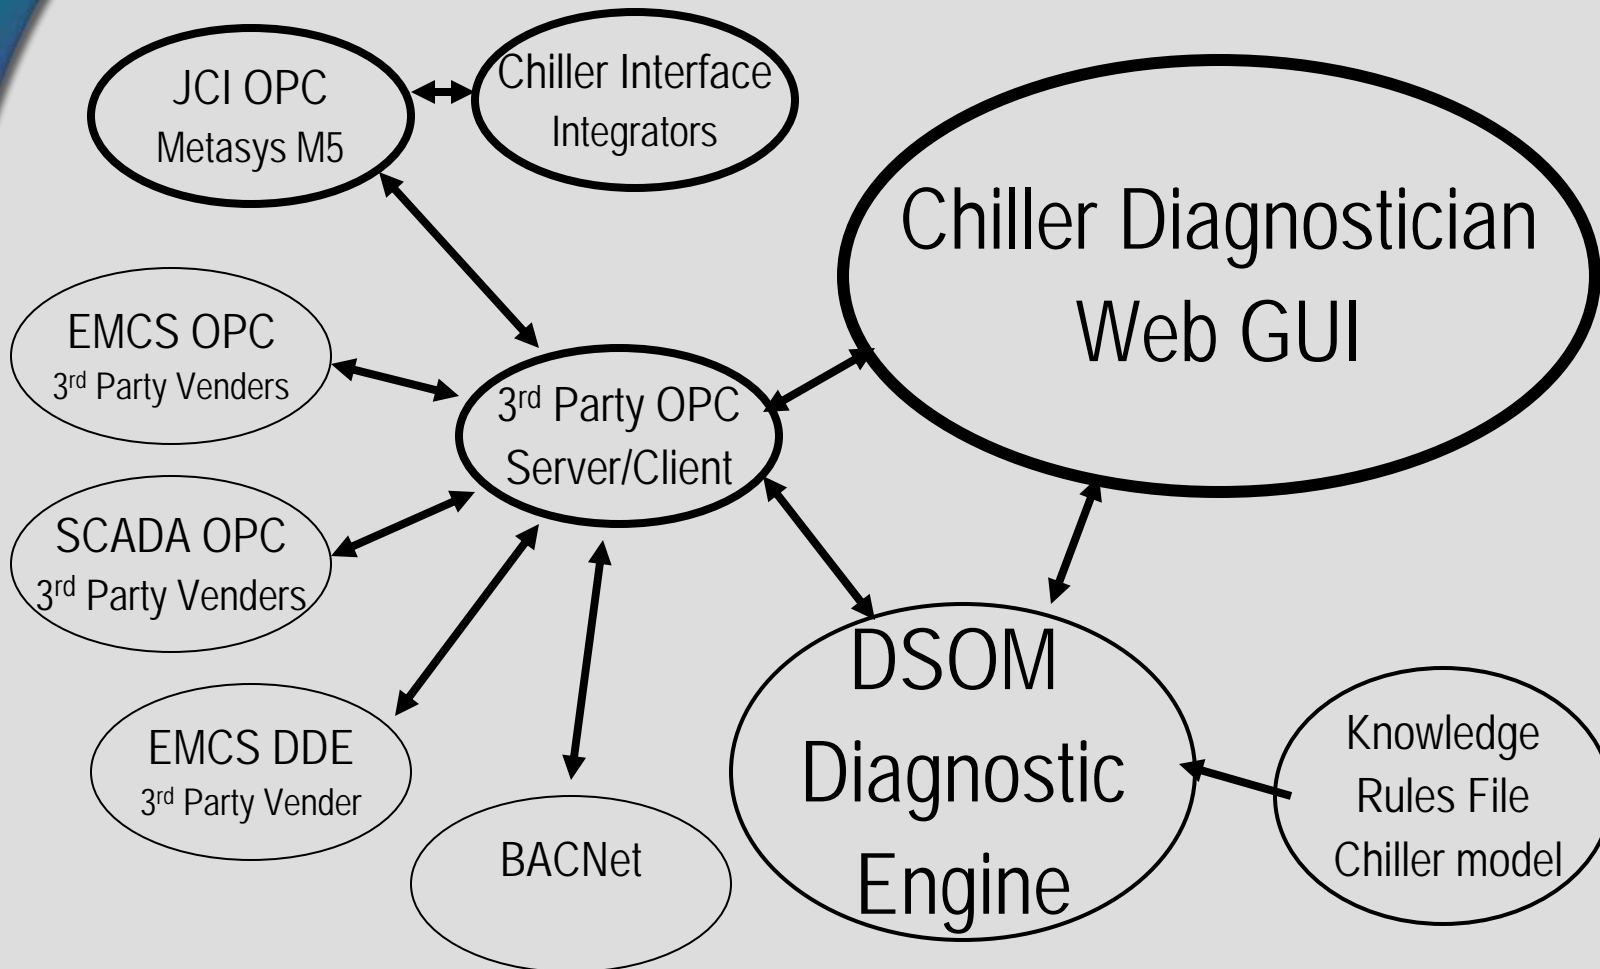 JCI OPC
Metasys M5
Chiller Interface
Integrators
Chiller Diagnostician
Web GUI
EMCS OPC
3rd Party Venders
3rd Party OPC
Server/Client
SCADA OPC
3rd Party Venders
EMCS DDE
3rd Party Vender
BACNet
DSOM
Diagnostic
Engine
Knowledge
Rules File
Chiller model